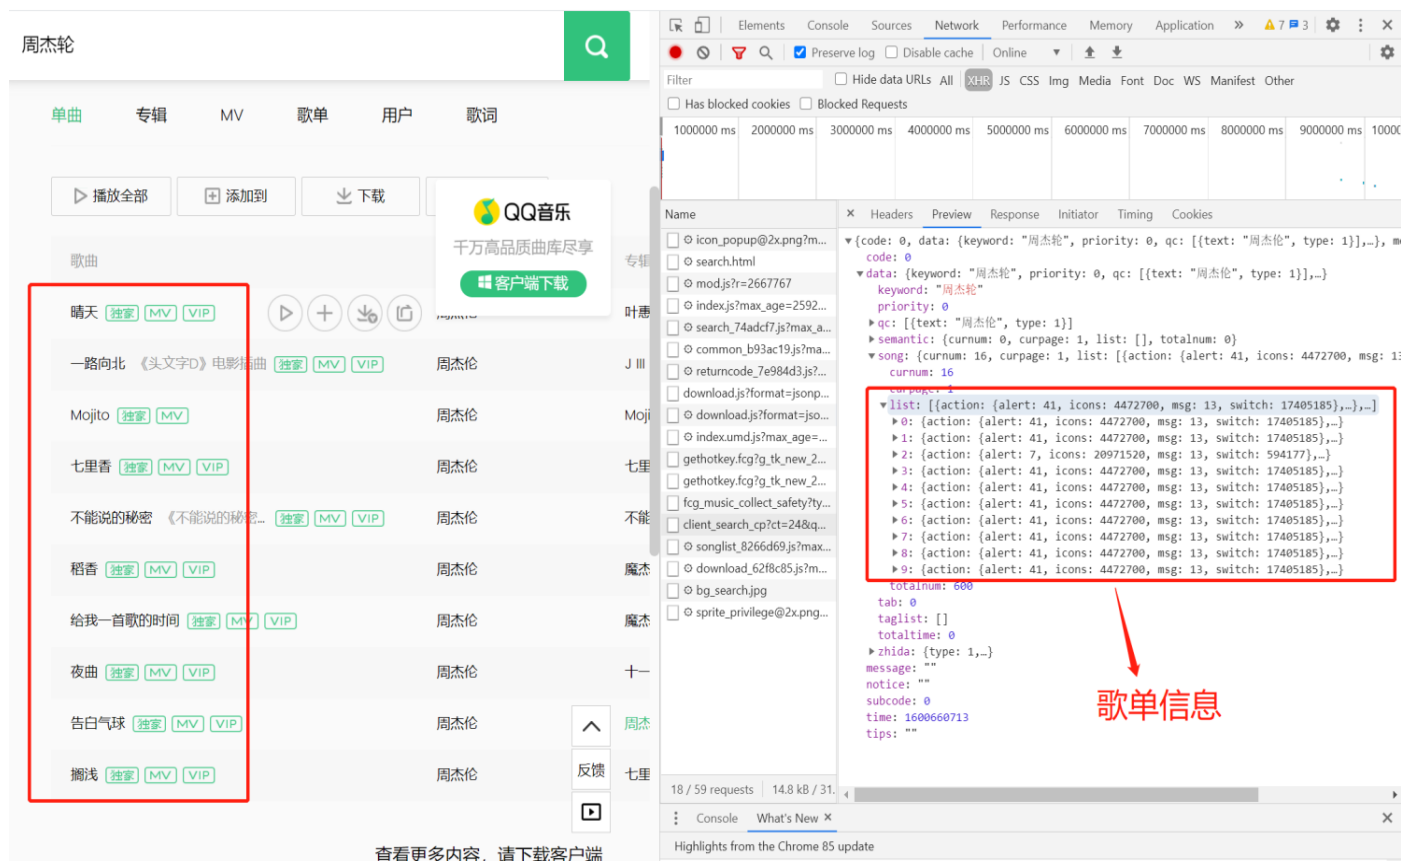 周杰轮
单曲 专辑 MV 歌单 用户 歌词
播放全部 添加到 下载
QQ音乐
千万高品质曲库尽享
客户端下载
歌曲 专辑
晴天 独家 MV VIP 周杰伦 叶惠
一路向北 《头文字D》电影插曲 独家 MV VIP 周杰伦 J III
Mojito 独家 MV 周杰伦 Moji
七里香 独家 MV VIP 周杰伦 七里
不能说的秘密 《不能说的秘密... 独家 MV VIP 周杰伦 不能
稻香 独家 MV VIP 周杰伦 魔杰
给我一首歌的时间 独家 MV VIP 周杰伦 魔杰
夜曲 独家 MV VIP 周杰伦 十一
告白气球 独家 MV VIP 周杰伦 周杰
搁浅 独家 MV VIP 周杰伦 七里
反馈
查看更多内容，请下载客户端
Elements Console Sources Network Performance Memory Application » 7 3
Preserve log Disable cache Online
Filter Hide data URLs All XHR JS CSS Img Media Font Doc WS Manifest Other
Has blocked cookies Blocked Requests
1000000 ms 2000000 ms 3000000 ms 4000000 ms 5000000 ms 6000000 ms 7000000 ms 8000000 ms 9000000 ms 10000
Name
icon_popup@2x.png?m...
search.html
mod.js?r=2667767
index.js?max_age=2592...
search_74adcf7.js?max_a...
common_b93ac19.js?ma...
returncode_7e984d3.js?...
download.js?format=jsonp...
download.js?format=jso...
index.umd.js?max_age=...
gethotkey.fcg?g_tk_new_2...
gethotkey.fcg?g_tk_new_2...
fcg_music_collect_safety?ty...
client_search_cp?ct=24&q...
songlist_8266d69.js?max...
download_62f8c85.js?m...
bg_search.jpg
sprite_privilege@2x.png...
18 / 59 requests 14.8 kB / 31.
× Headers Preview Response Initiator Timing Cookies
{code: 0, data: {keyword: "周杰轮", priority: 0, qc: [{text: "周杰伦", type: 1}],…}, m
code: 0
data: {keyword: "周杰轮", priority: 0, qc: [{text: "周杰伦", type: 1}],…}
keyword: "周杰轮"
priority: 0
qc: [{text: "周杰伦", type: 1}]
semantic: {curnum: 0, curpage: 1, list: [], totalnum: 0}
song: {curnum: 16, curpage: 1, list: [{action: {alert: 41, icons: 4472700, msg: 13
curnum: 16
curpage: 1
list: [{action: {alert: 41, icons: 4472700, msg: 13, switch: 17405185},…},…]
0: {action: {alert: 41, icons: 4472700, msg: 13, switch: 17405185},…}
1: {action: {alert: 41, icons: 4472700, msg: 13, switch: 17405185},…}
2: {action: {alert: 7, icons: 20971520, msg: 13, switch: 594177},…}
3: {action: {alert: 41, icons: 4472700, msg: 13, switch: 17405185},…}
4: {action: {alert: 41, icons: 4472700, msg: 13, switch: 17405185},…}
5: {action: {alert: 41, icons: 4472700, msg: 13, switch: 17405185},…}
6: {action: {alert: 41, icons: 4472700, msg: 13, switch: 17405185},…}
7: {action: {alert: 41, icons: 4472700, msg: 13, switch: 17405185},…}
8: {action: {alert: 41, icons: 4472700, msg: 13, switch: 17405185},…}
9: {action: {alert: 41, icons: 4472700, msg: 13, switch: 17405185},…}
totalnum: 600
tab: 0
taglist: []
totaltime: 0
zhida: {type: 1,…}
message: ""
notice: ""
subcode: 0
time: 1600660713
tips: ""
歌单信息
Console What's New ×
Highlights from the Chrome 85 update